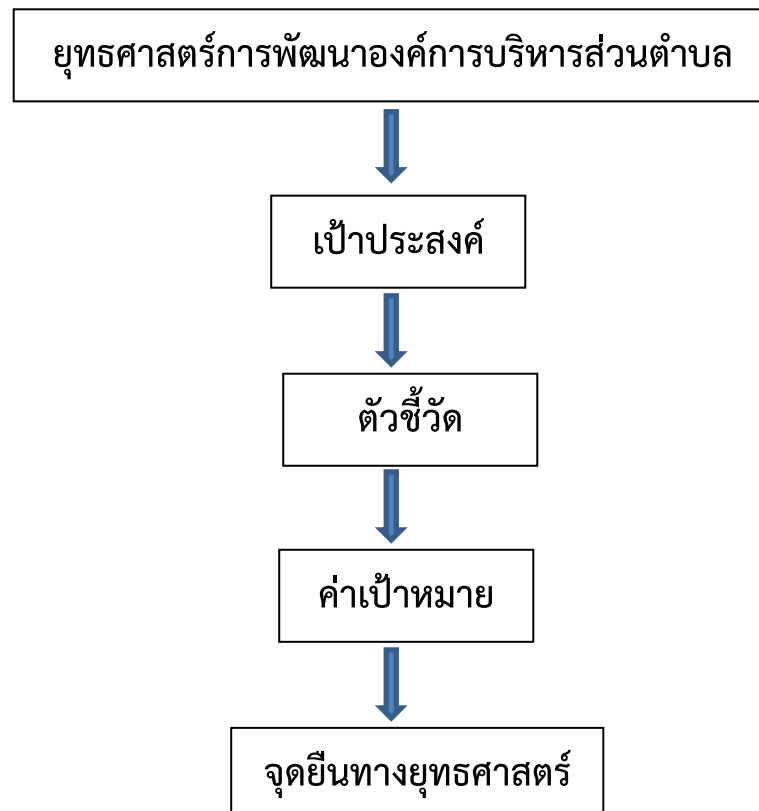 ยุทธศาสตร์การพัฒนาองค์การบริหารส่วนตำบล
เป้าประสงค์
ตัวชี้วัด
ค่าเป้าหมาย
จุดยืนทางยุทธศาสตร์